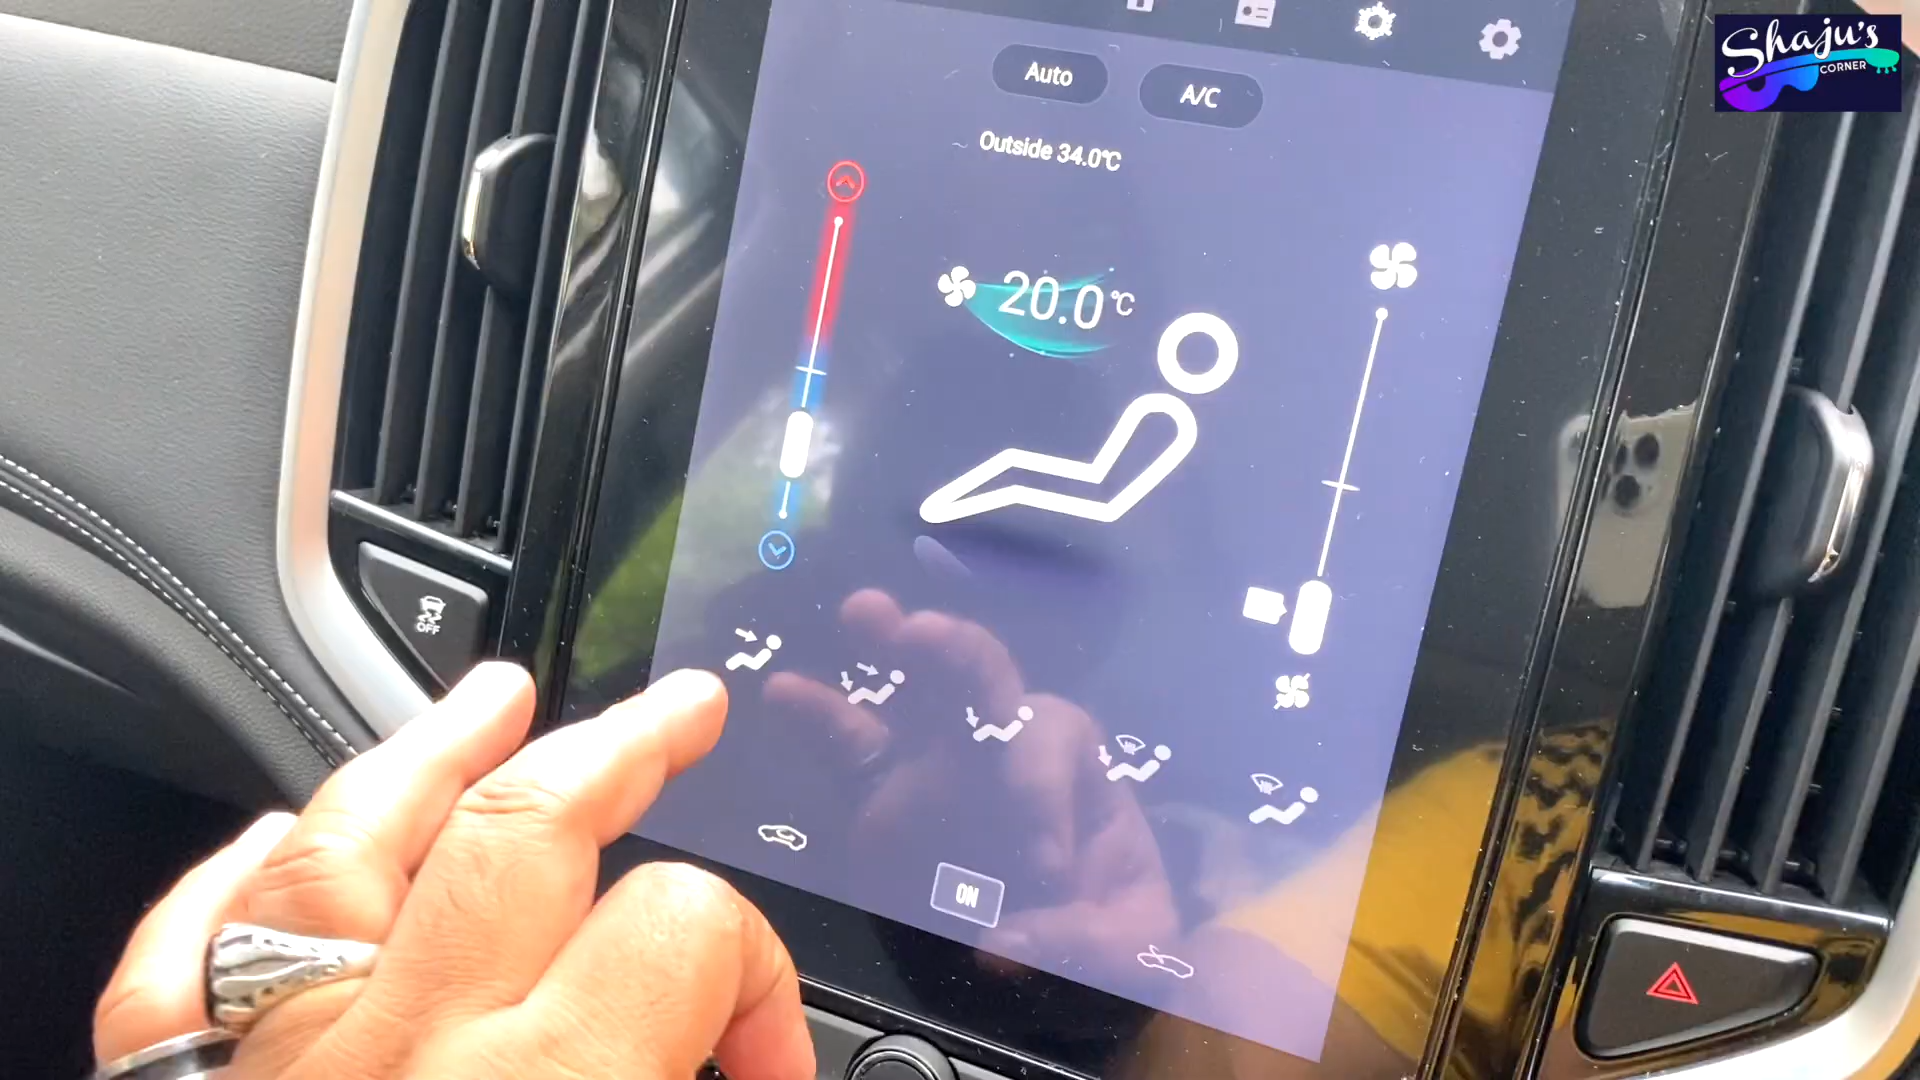 Shaju's
CORNER
Auto
A/C
Outside 34.0℃
20.0℃
OFF
ON